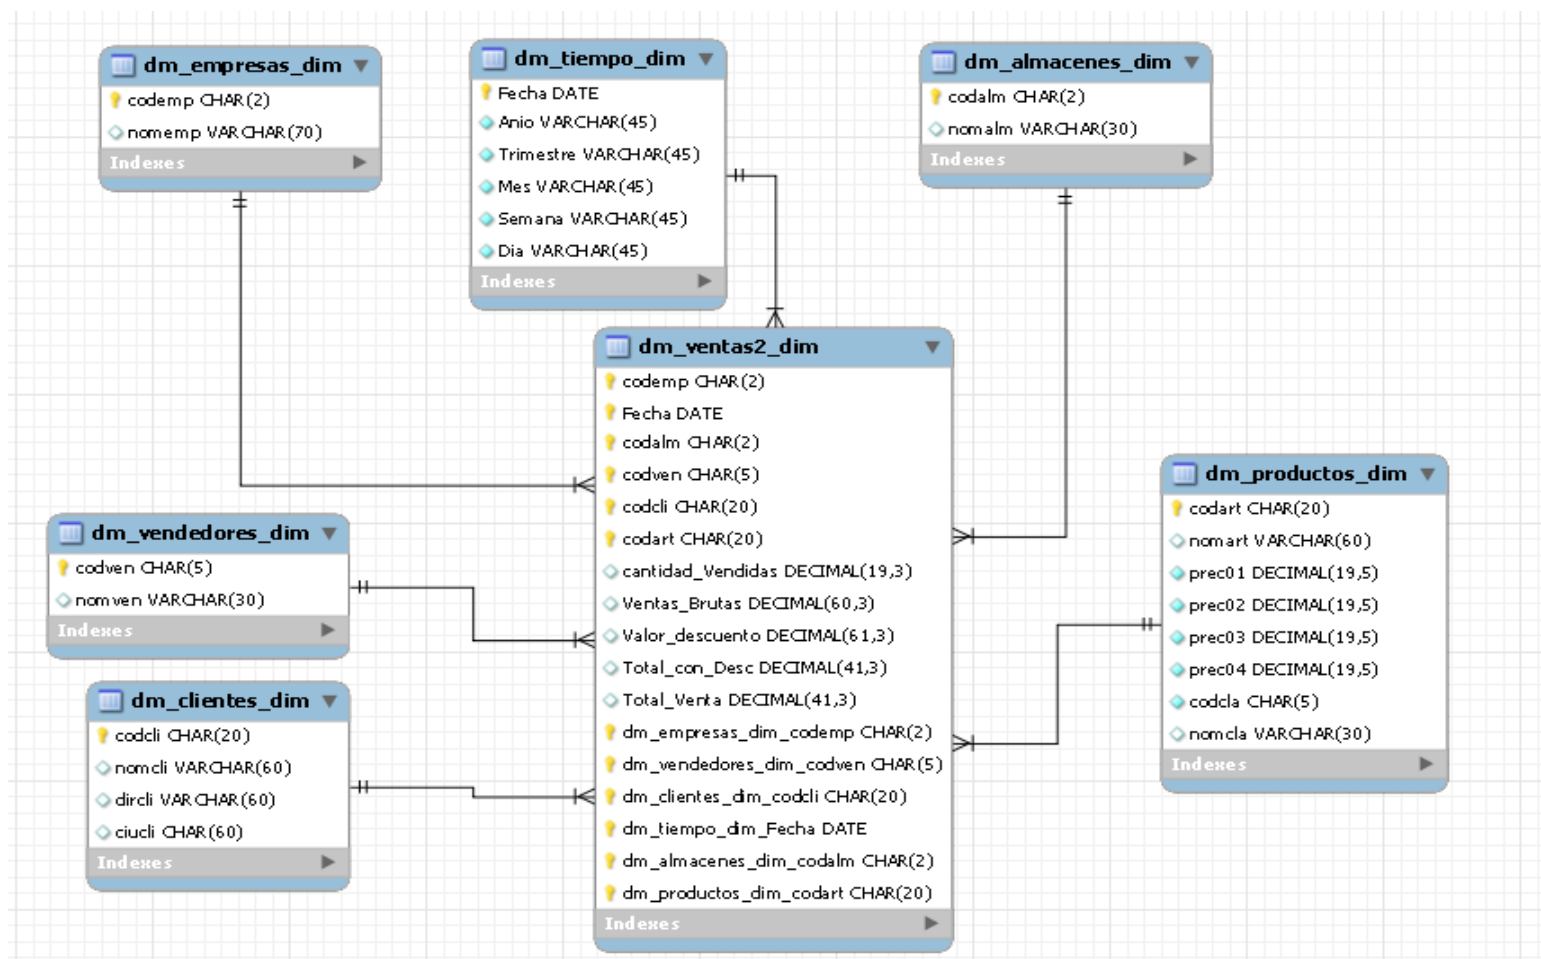 dm_empresas_dim
codemp CHAR(2)
nomemp VARCHAR(70)
Indexes
dm_tiempo_dim
Fecha DATE
Anio VARCHAR(45)
Trimestre VARCHAR(45)
Mes VARCHAR(45)
Semana VARCHAR(45)
Dia VARCHAR(45)
Indexes
dm_almacenes_dim
codalm CHAR(2)
nomalm VARCHAR(30)
Indexes
dm_ventas2_dim
codemp CHAR(2)
Fecha DATE
codalm CHAR(2)
codven CHAR(5)
codcli CHAR(20)
codart CHAR(20)
cantidad_Vendidas DECIMAL(19,3)
Ventas_Brutas DECIMAL(60,3)
Valor_descuento DECIMAL(61,3)
Total_con_Desc DECIMAL(41,3)
Total_Venta DECIMAL(41,3)
dm_empresas_dim_codemp CHAR(2)
dm_vendedores_dim_codven CHAR(5)
dm_clientes_dim_codcli CHAR(20)
dm_tiempo_dim_Fecha DATE
dm_almacenes_dim_codalm CHAR(2)
dm_productos_dim_codart CHAR(20)
Indexes
dm_vendedores_dim
codven CHAR(5)
nomven VARCHAR(30)
Indexes
dm_clientes_dim
codcli CHAR(20)
nomcli VARCHAR(60)
dircli VARCHAR(60)
ciucli CHAR(60)
Indexes
dm_productos_dim
codart CHAR(20)
nomart VARCHAR(60)
prec01 DECIMAL(19,5)
prec02 DECIMAL(19,5)
prec03 DECIMAL(19,5)
prec04 DECIMAL(19,5)
codcla CHAR(5)
nomcla VARCHAR(30)
Indexes